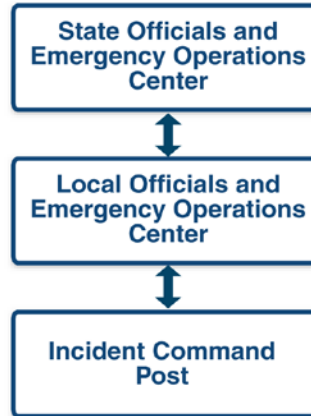 State Officials and
Emergency Operations
Center
Local Officials and
Emergency Operations
Center
Incident Command
Post